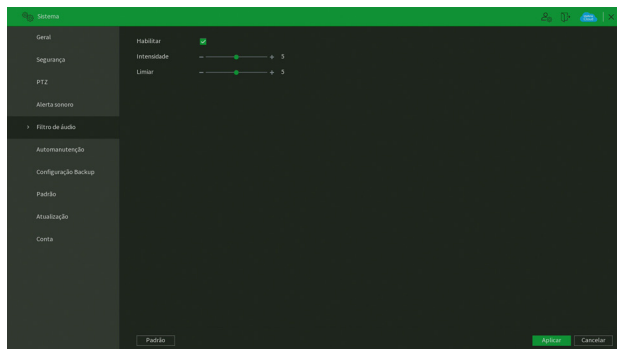 Sistema
Geral
Segurança
PTZ
Alerta sonoro
Filtro de áudio
Automanutenção
Configuração Backup
Padrão
Atualização
Conta
Habilitar
Intensidade - + 5
Limiar - + 5
Padrão
Aplicar Cancelar